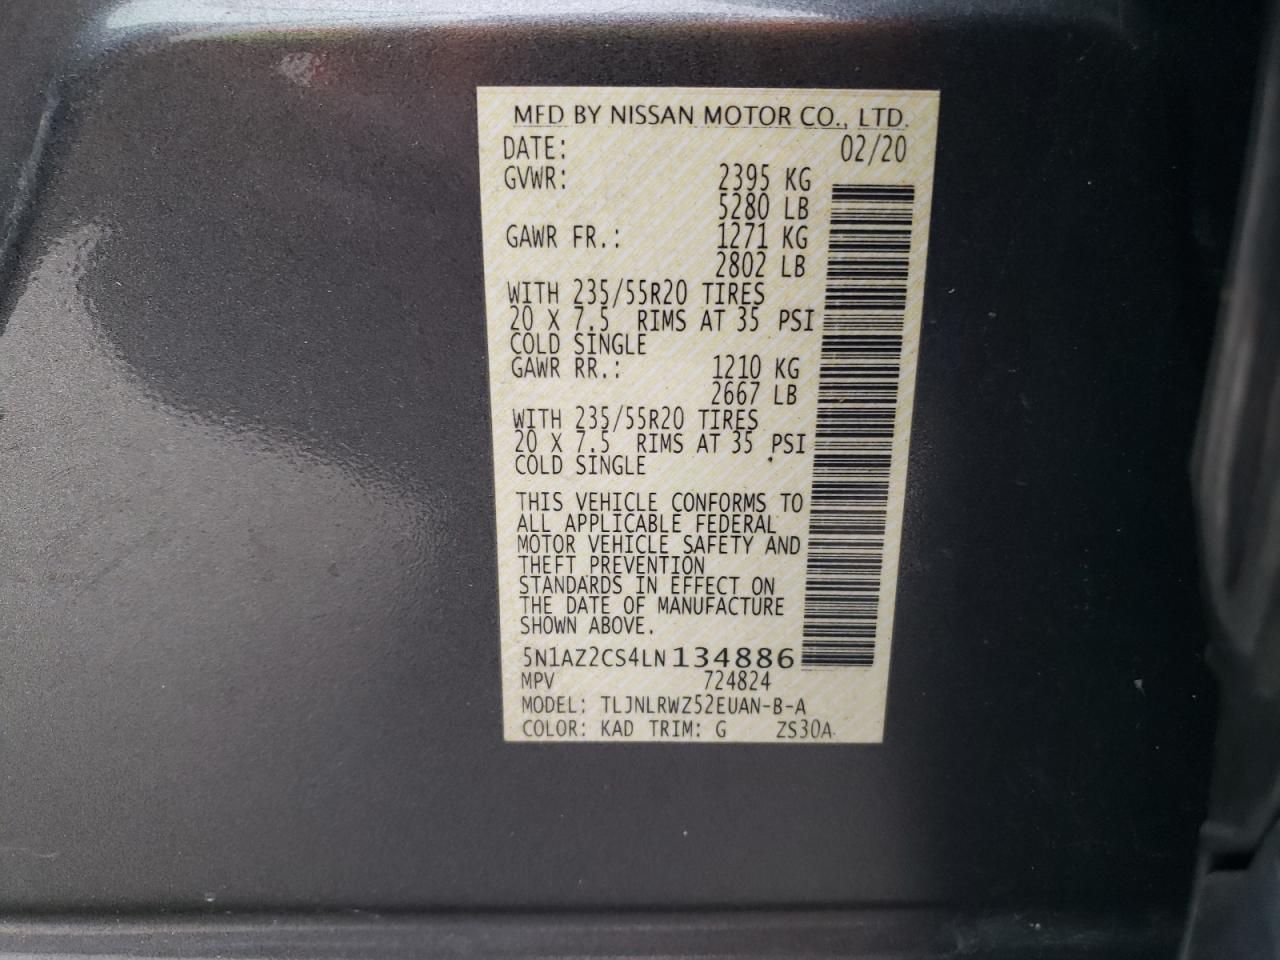 MFD BY NISSAN MOTOR CO., LTD.
DATE: 02/20
GVWR: 2395 KG
5280 LB
GAWR FR.: 1271 KG
2802 LB
WITH 235/55R20 TIRES
20 X 7.5 RIMS AT 35 PSI
COLD SINGLE
GAWR RR.: 1210 KG
2667 LB
WITH 235/55R20 TIRES
20 X 7.5 RIMS AT 35 PSI
COLD SINGLE
THIS VEHICLE CONFORMS TO
ALL APPLICABLE FEDERAL
MOTOR VEHICLE SAFETY AND
THEFT PREVENTION
STANDARDS IN EFFECT ON
THE DATE OF MANUFACTURE
SHOWN ABOVE.
5N1AZ2CS4LN134886
MPV 724824
MODEL: TLJNLRWZ52EUAN-B-A
COLOR: KAD TRIM: G ZS30A